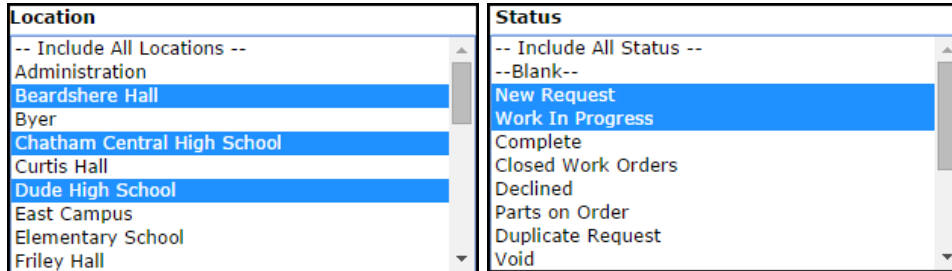 Location
-- Include All Locations --
Administration
Beardshere Hall
Byer
Chatham Central High School
Curtis Hall
Dude High School
East Campus
Elementary School
Friley Hall
Status
-- Include All Status --
--Blank--
New Request
Work In Progress
Complete
Closed Work Orders
Declined
Parts on Order
Duplicate Request
Void